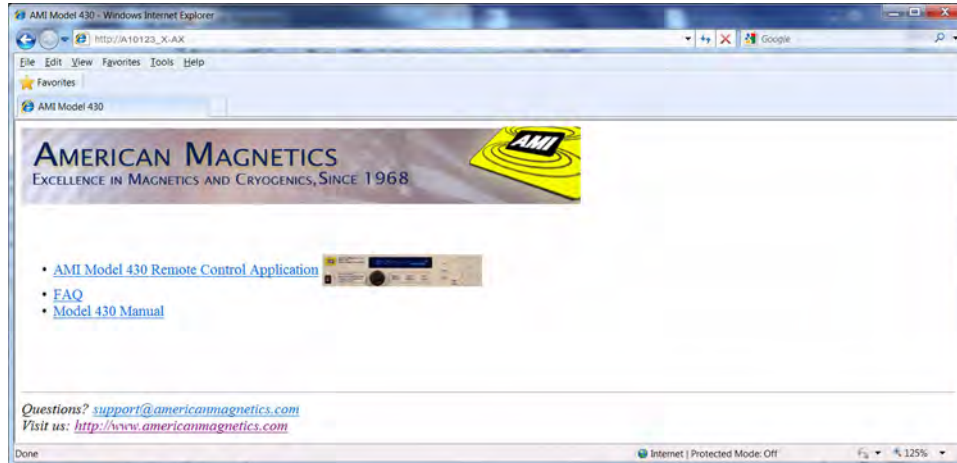 AMI Model 430 - Windows Internet Explorer
http://A10123_X-AX
Google
File Edit View Favorites Tools Help
Favorites
AMI Model 430
AMERICAN MAGNETICS
EXCELLENCE IN MAGNETICS AND CRYOGENICS, SINCE 1968
AMI
• AMI Model 430 Remote Control Application
• FAQ
• Model 430 Manual
Questions? support@americanmagnetics.com
Visit us: http://www.americanmagnetics.com
Done
Internet | Protected Mode: Off
125%